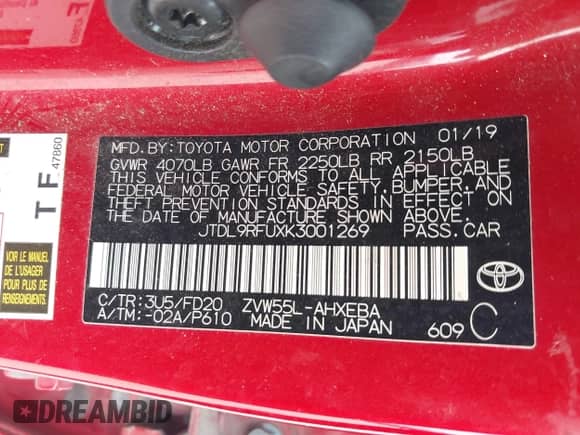 MFD.BY:TOYOTA MOTOR CORPORATION 01/19
GVWR 4070LB GAWR FR 2250LB RR 2150LB
THIS VEHICLE CONFORMS TO ALL APPLICABLE
FEDERAL MOTOR VEHICLE SAFETY,BUMPER,AND
THEFT PREVENTION STANDARDS IN EFFECT ON
THE DATE OF MANUFACTURE SHOWN ABOVE.
JTDL9RFUXK3001269 PASS.CAR
C/TR:3U5/FD20 ZVW55L-AHXEBA
A/TM:-02A/P610 MADE IN JAPAN
609 C
TOYOTA
TF
47860
VOIR LE MANUEL
DE L'USAGER
POUR PLUS DE
PRECISIONS.
DREAMBID